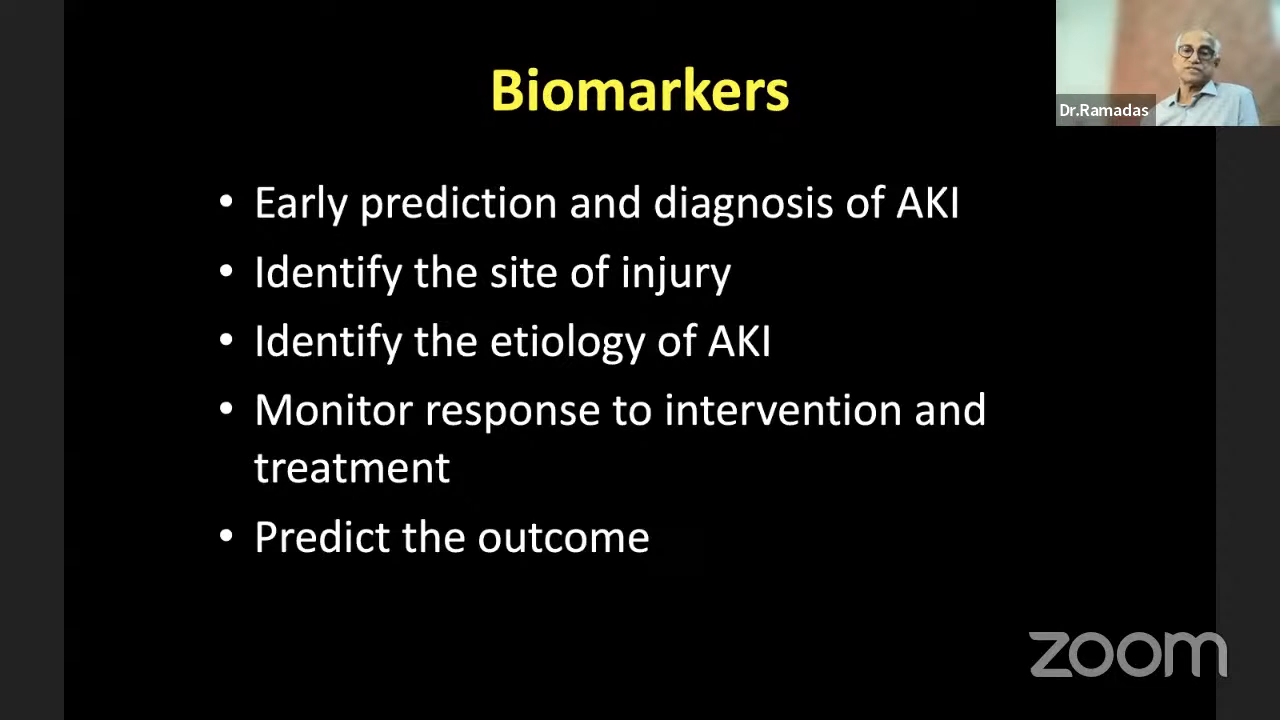 Biomarkers
Dr.Ramadas
• Early prediction and diagnosis of AKI
• Identify the site of injury
• Identify the etiology of AKI
• Monitor response to intervention and
treatment
• Predict the outcome
zoom